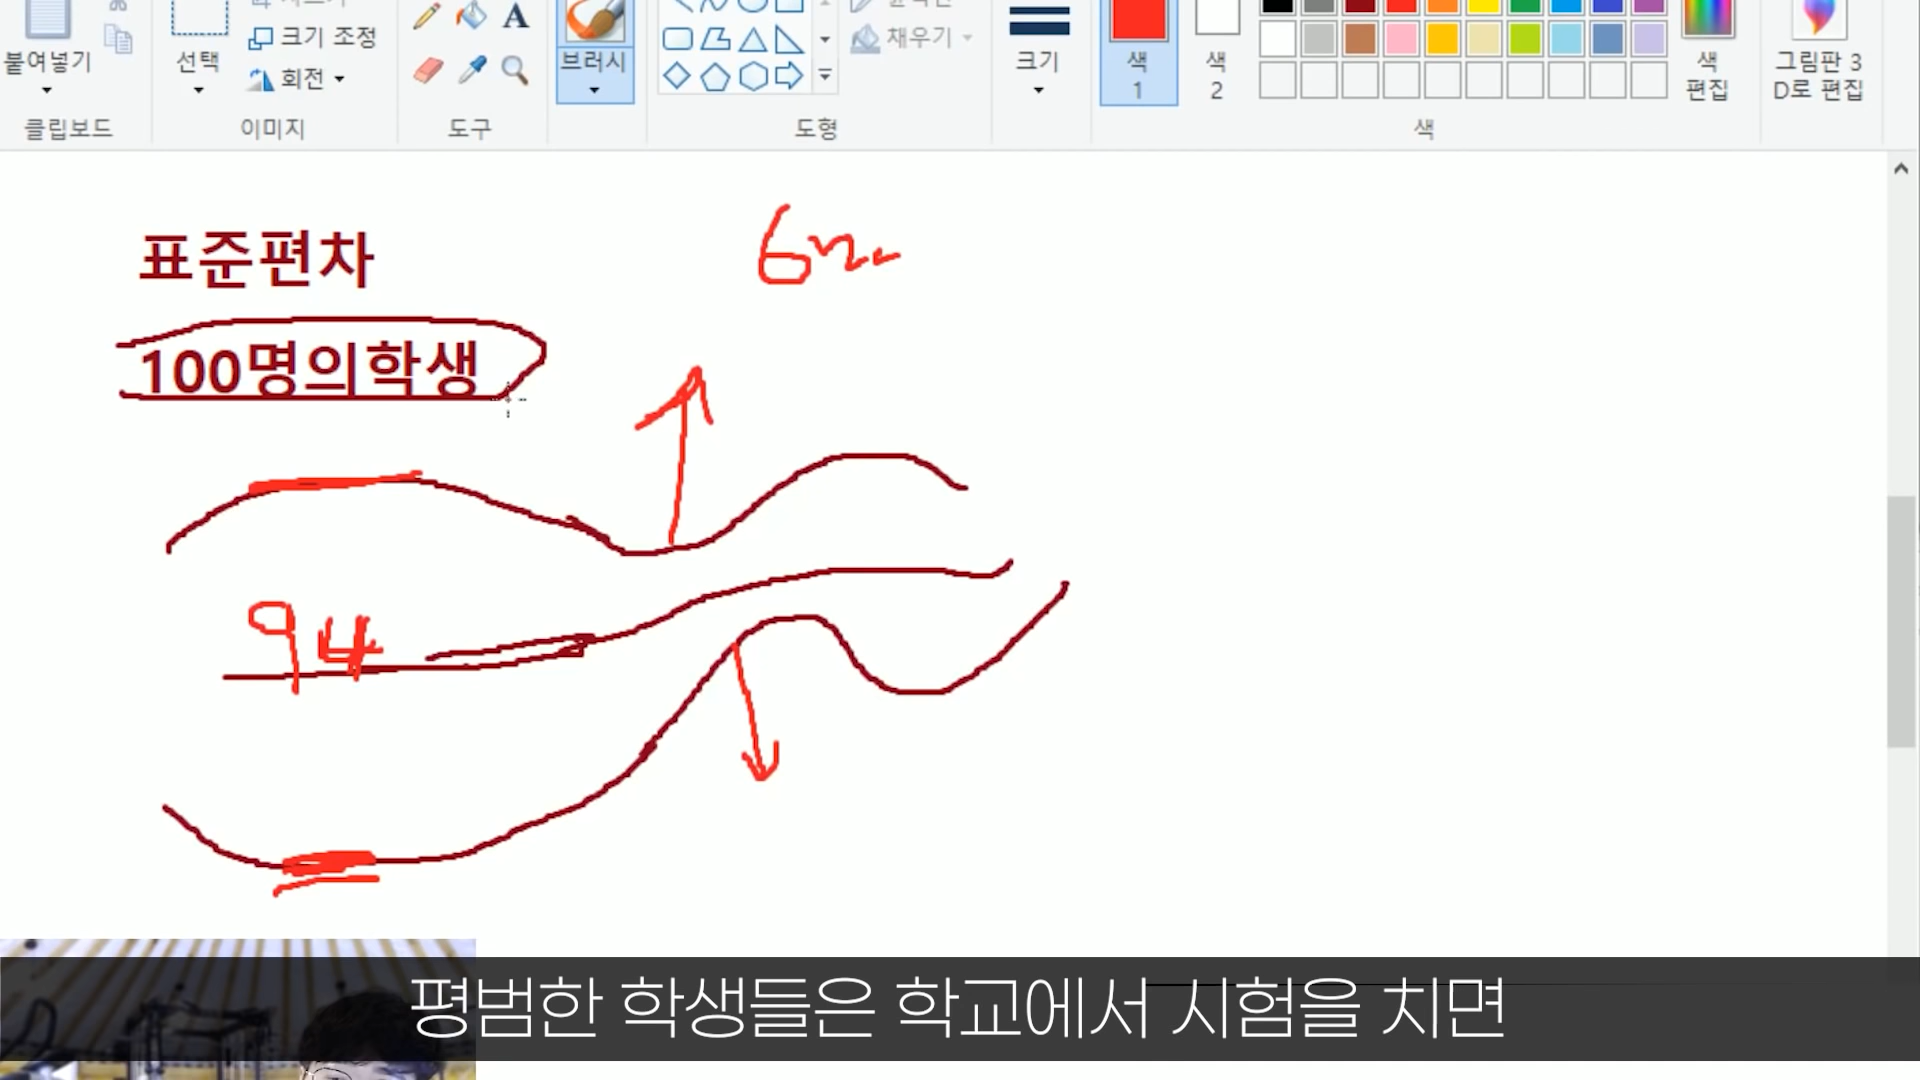 크기 조정
회전
붙여넣기
선택
브러시
채우기
크기
색
1
색
2
색
편집
그림판 3
D로 편집
클립보드
이미지
도구
도형
색
표준편차
100명의학생
94
평범한 학생들은 학교에서 시험을 치면